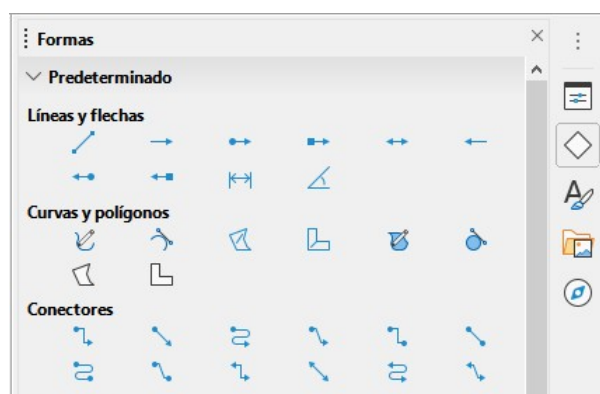 Formas
Predeterminado
Líneas y flechas
Curvas y polígonos
Conectores